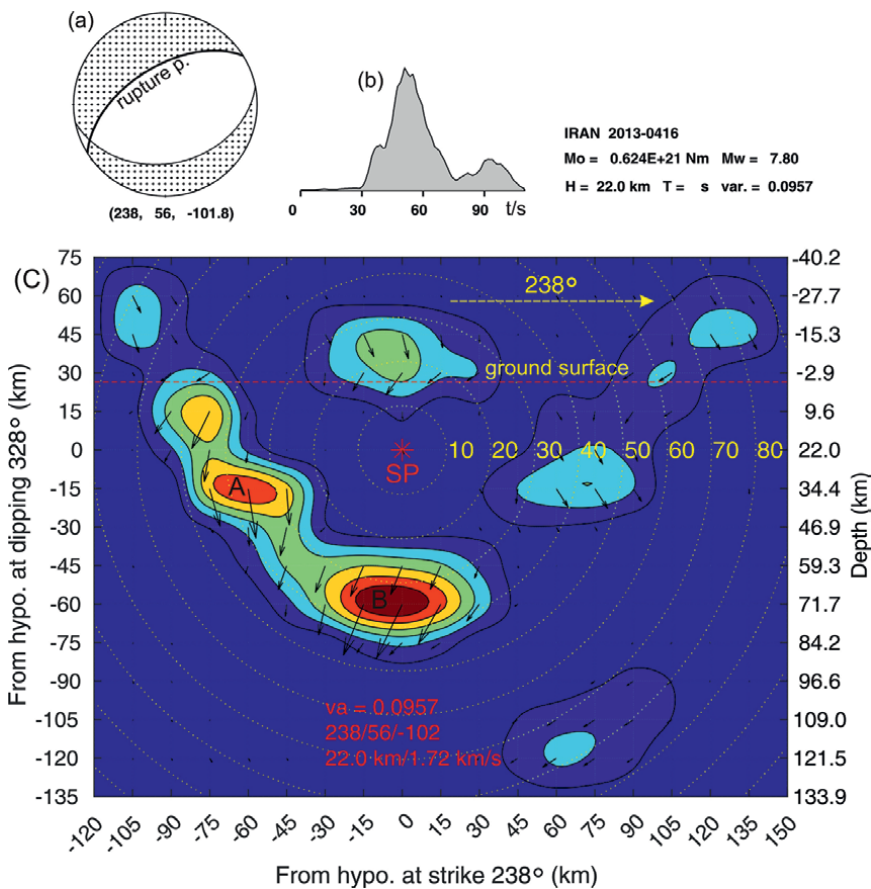 (a)
rupture p.
(238, 56, -101.8)
(b)
0 30 60 90 t/s
IRAN 2013-0416
Mo = 0.624E+21 Nm Mw = 7.80
H = 22.0 km T = s var. = 0.0957
(C)
From hypo. at dipping 328° (km)
75
60
45
30
15
0
-15
-30
-45
-60
-75
-90
-105
-120
-135
238°
ground surface
SP
10 20 30 40 50 60 70 80
A
B
va = 0.0957
238/56/-102
22.0 km/1.72 km/s
-40.2
-27.7
-15.3
-2.9
9.6
22.0
34.4
46.9
59.3
71.7
84.2
96.6
109.0
121.5
133.9
Depth (km)
-120 -105 -90 -75 -60 -45 -30 -15 0 15 30 45 60 75 90 105 120 135 150
From hypo. at strike 238° (km)